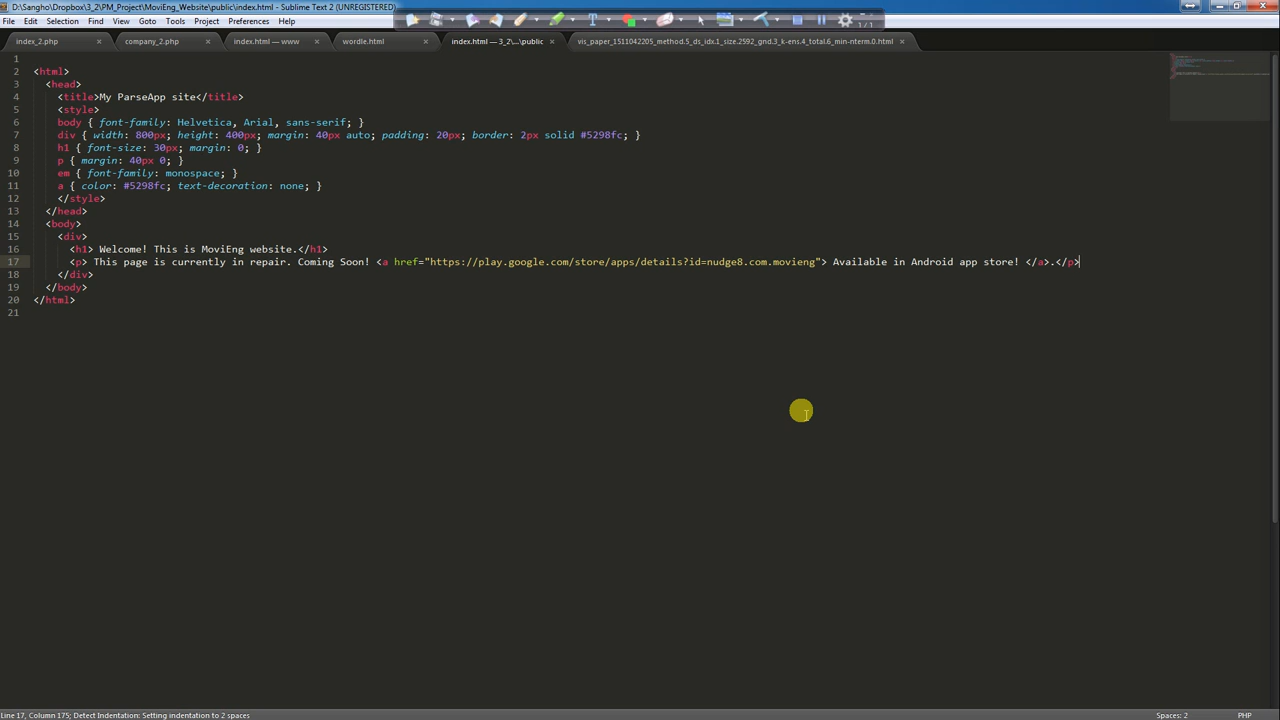 D:\Sangho\Dropbox\3_2\PM_Project\MoviEng_Website\public\index.html - Sublime Text 2 (UNREGISTERED)
File Edit Selection Find View Goto Tools Project Preferences Help
1/1
index_2.php × company_2.php × index.html — www × wordle.html × index.html — 3_2\...\public × vis_paper_1511042205_method.5_ds_idx.1_size.2592_gnd.3_k-ens.4_total.6_min-nterm.0.html ×
1
2 <html>
3 <head>
4 <title>My ParseApp site</title>
5 <style>
6 body { font-family: Helvetica, Arial, sans-serif; }
7 div { width: 800px; height: 400px; margin: 40px auto; padding: 20px; border: 2px solid #5298fc; }
8 h1 { font-size: 30px; margin: 0; }
9 p { margin: 40px 0; }
10 em { font-family: monospace; }
11 a { color: #5298fc; text-decoration: none; }
12 </style>
13 </head>
14 <body>
15 <div>
16 <h1> Welcome! This is MoviEng website.</h1>
17 <p> This page is currently in repair. Coming Soon! <a href="https://play.google.com/store/apps/details?id=nudge8.com.movieng"> Available in Android app store! </a>.</p>
18 </div>
19 </body>
20 </html>
21
Line 17, Column 175; Detect Indentation: Setting indentation to 2 spaces Spaces: 2 PHP